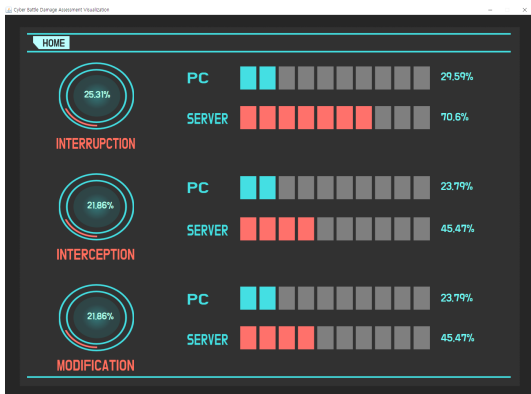 Cyber Battle Damage Assessment Visualization
HOME
25,31%
PC
29,59%
SERVER
70.6%
INTERRUPCTION
21,86%
PC
23.79%
SERVER
45,47%
INTERCEPTION
21,86%
PC
23.79%
SERVER
45,47%
MODIFICATION